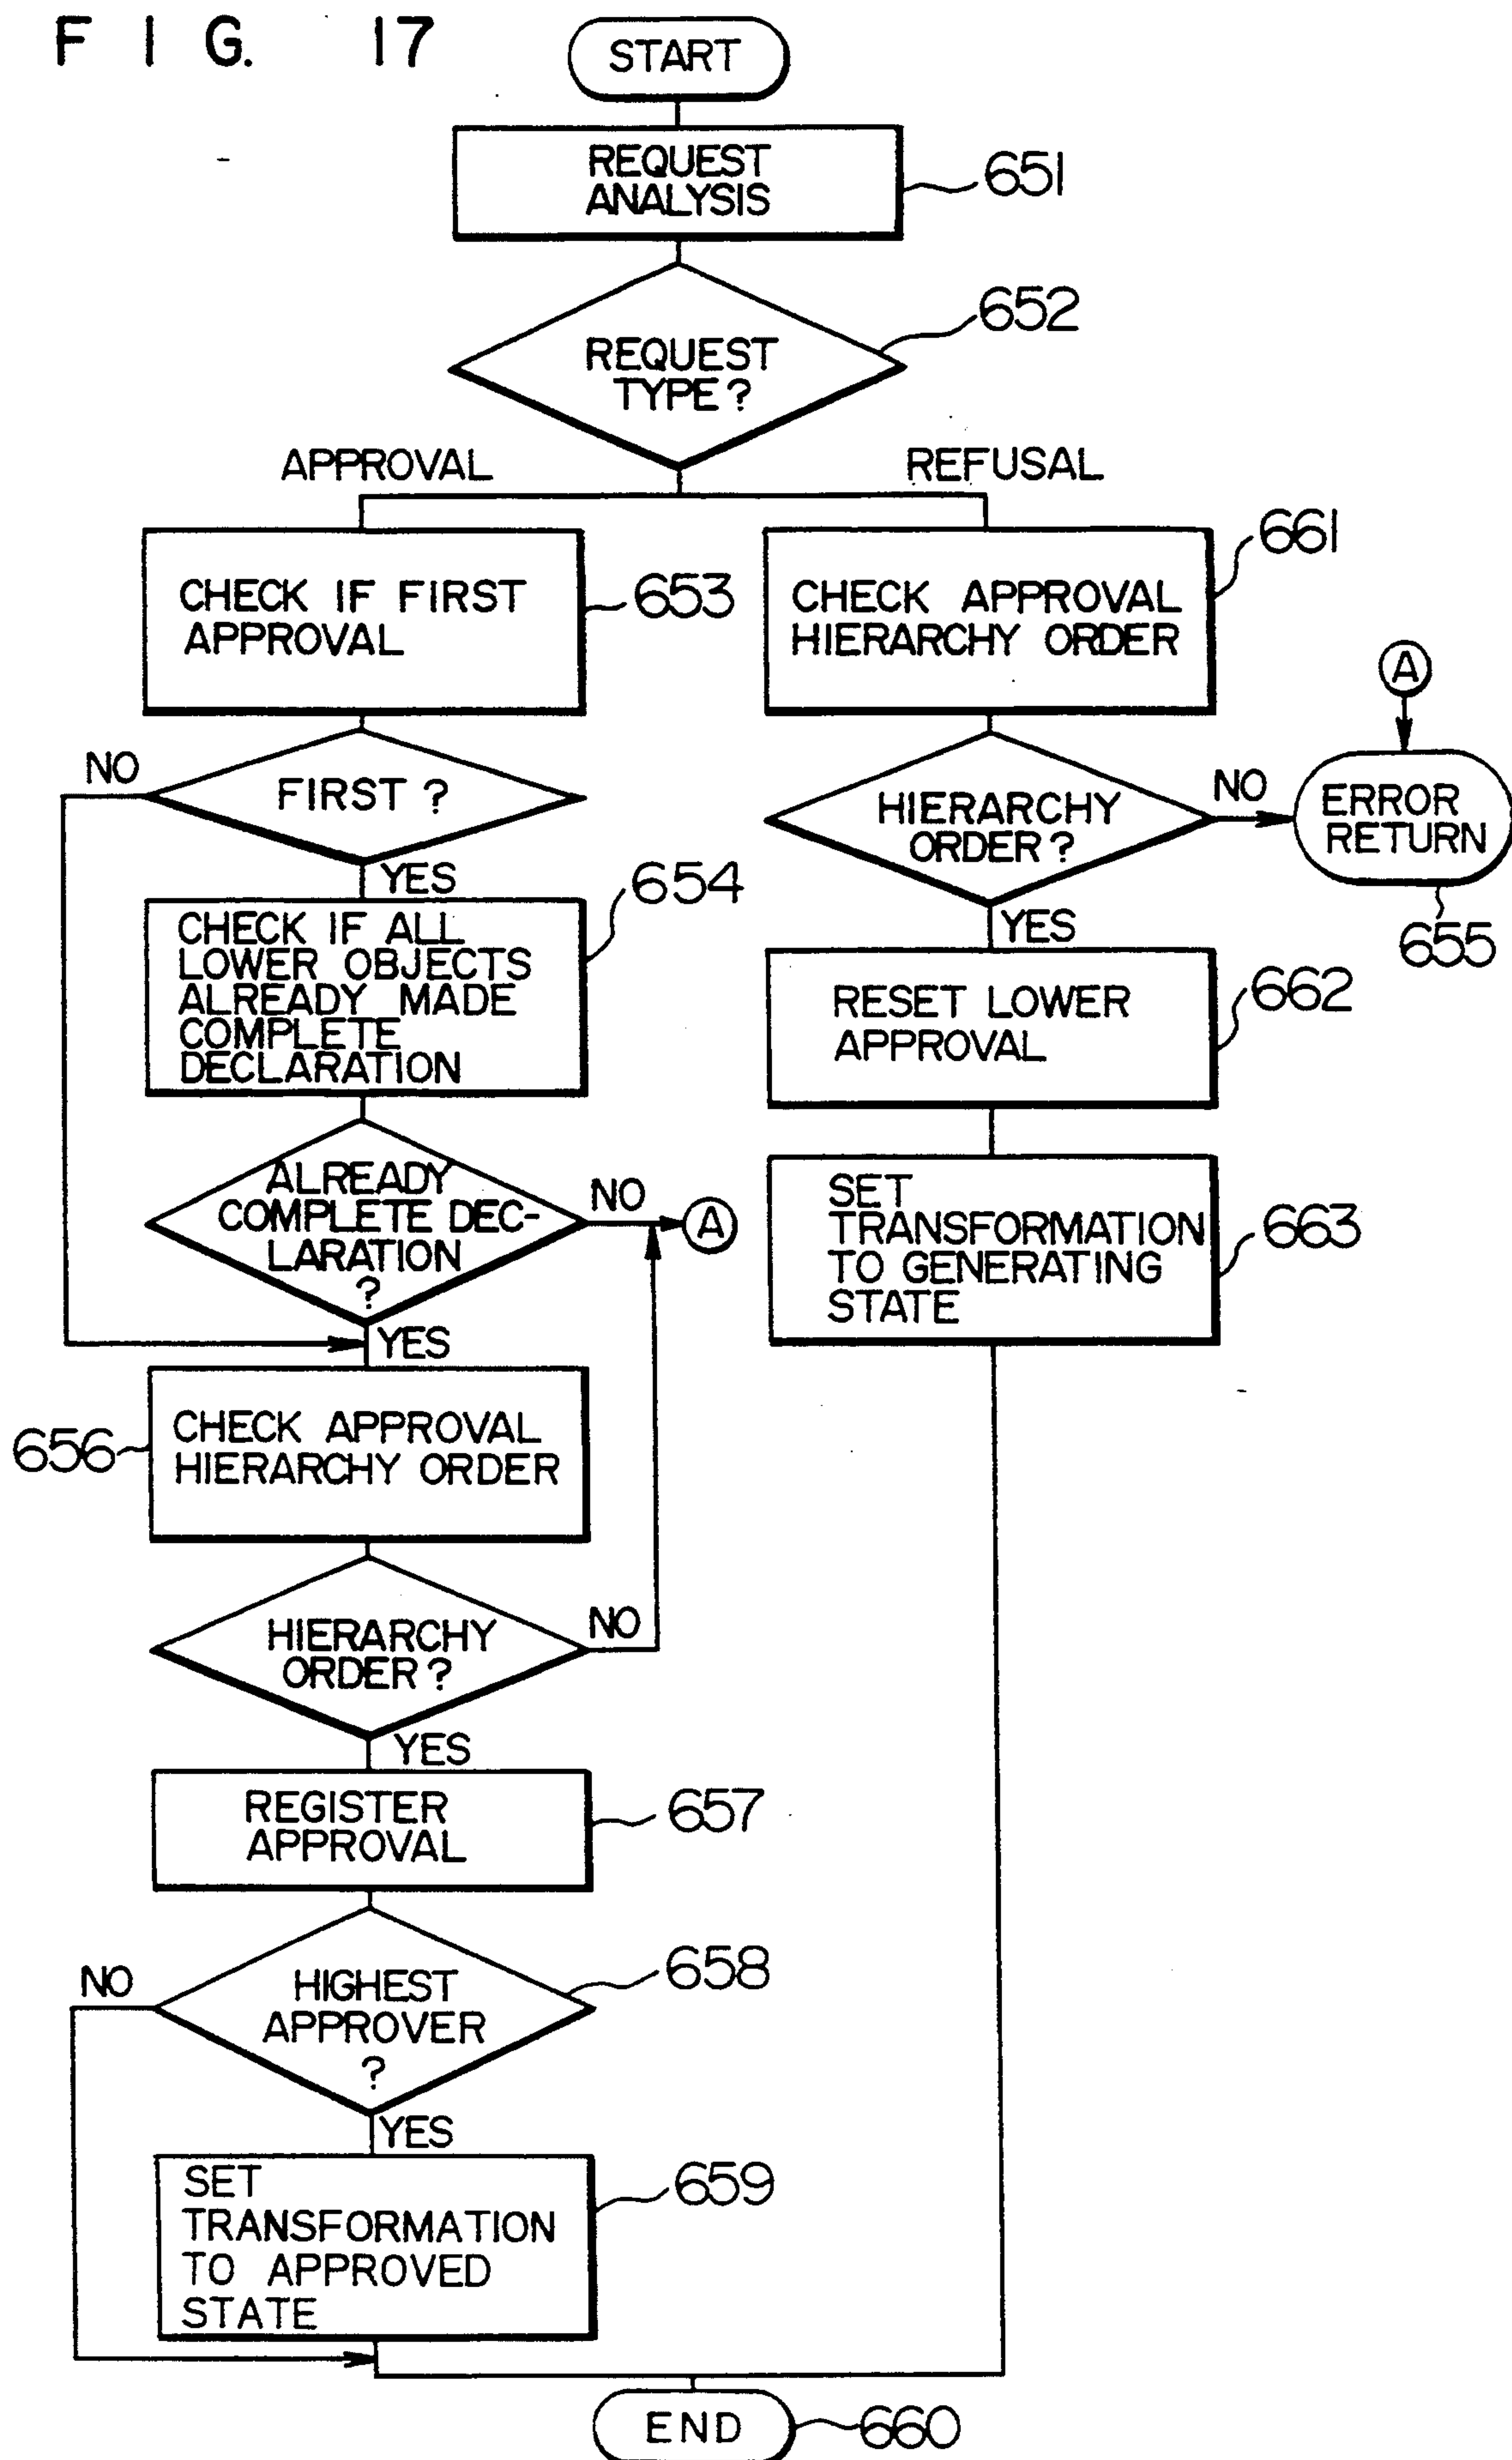 FIG. 17
START
REQUEST
ANALYSIS
651
652
REQUEST
TYPE?
APPROVAL
REFUSAL
CHECK IF FIRST
APPROVAL
653
CHECK APPROVAL
HIERARCHY ORDER
661
A
NO
FIRST ?
YES
HIERARCHY
ORDER?
NO
ERROR
RETURN
655
YES
654
CHECK IF ALL
LOWER OBJECTS
ALREADY MADE
COMPLETE
DECLARATION
RESET LOWER
APPROVAL
662
ALREADY
COMPLETE DEC-
LARATION
?
NO
A
YES
SET
TRANSFORMATION
TO GENERATING
STATE
663
656
CHECK APPROVAL
HIERARCHY ORDER
HIERARCHY
ORDER?
NO
YES
REGISTER
APPROVAL
657
NO
HIGHEST
APPROVER
?
658
YES
SET
TRANSFORMATION
TO APPROVED
STATE
659
END
660